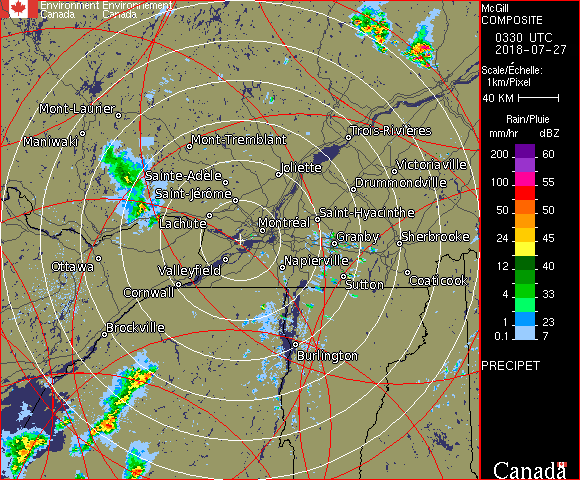 Environment Environnement
Canada Canada
McGill
COMPOSITE
0330 UTC
2018-07-27
Scale/Échelle:
1km/Pixel
40 KM
Rain/Pluie
mm/hr dBZ
200 60
100 55
50 50
24 45
12 40
4 33
1 23
0.1 7
PRECIPET
Canada
Mont-Laurier
Maniwaki
Mont-Tremblant
Trois-Rivières
Sainte-Adèle
Joliette
Victoriaville
Saint-Jérôme
Drummondville
Lachute
Montréal
Saint-Hyacinthe
Granby
Sherbrooke
Ottawa
Valleyfield
Napierville
Cornwall
Sutton
Coaticook
Brockville
Burlington